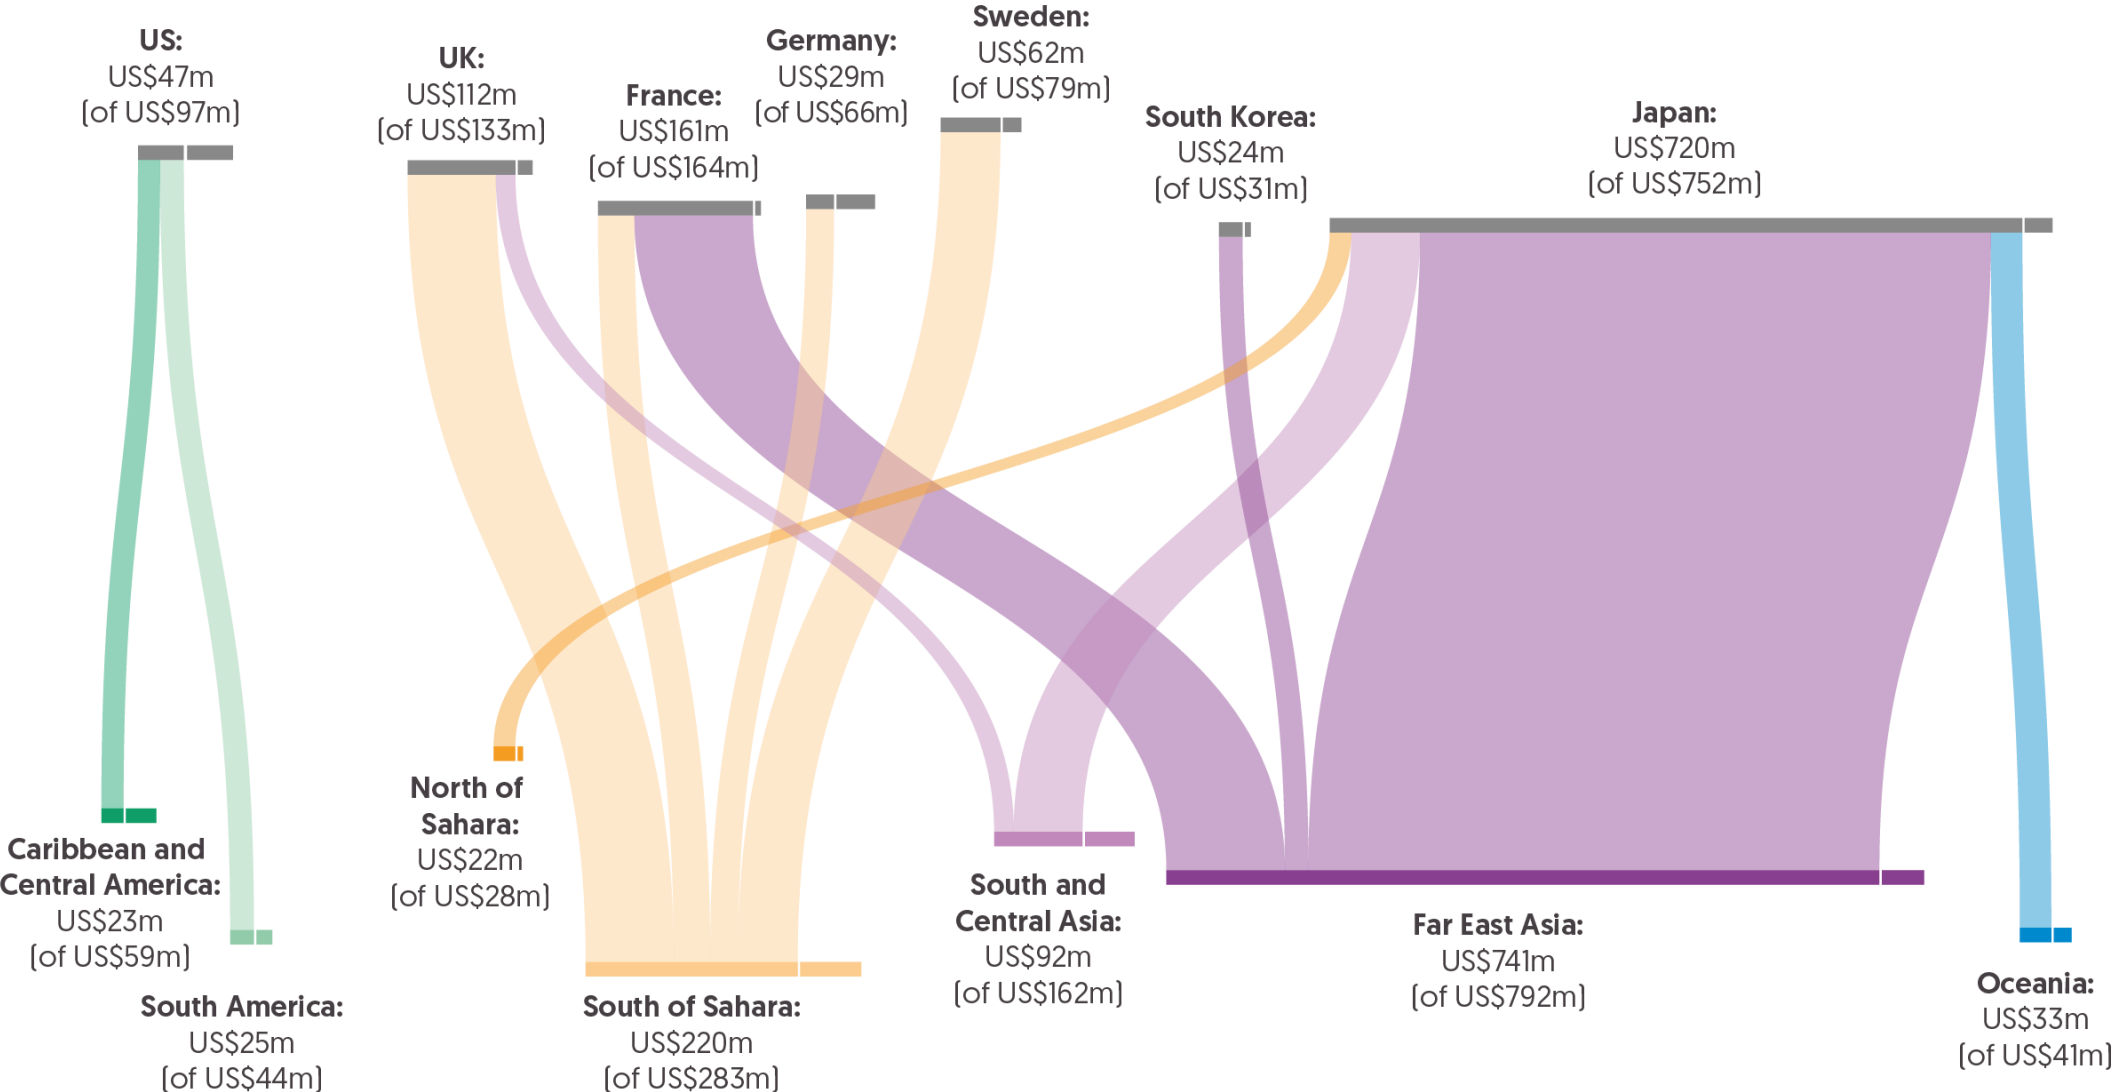 US:
US$47m
(of US$97m)
UK:
US$112m
(of US$133m)
France:
US$161m
(of US$164m)
Germany:
US$29m
(of US$66m)
Sweden:
US$62m
(of US$79m)
South Korea:
US$24m
(of US$31m)
Japan:
US$720m
(of US$752m)
Caribbean and
Central America:
US$23m
(of US$59m)
South America:
US$25m
(of US$44m)
North of
Sahara:
US$22m
(of US$28m)
South of Sahara:
US$220m
(of US$283m)
South and
Central Asia:
US$92m
(of US$162m)
Far East Asia:
US$741m
(of US$792m)
Oceania:
US$33m
(of US$41m)